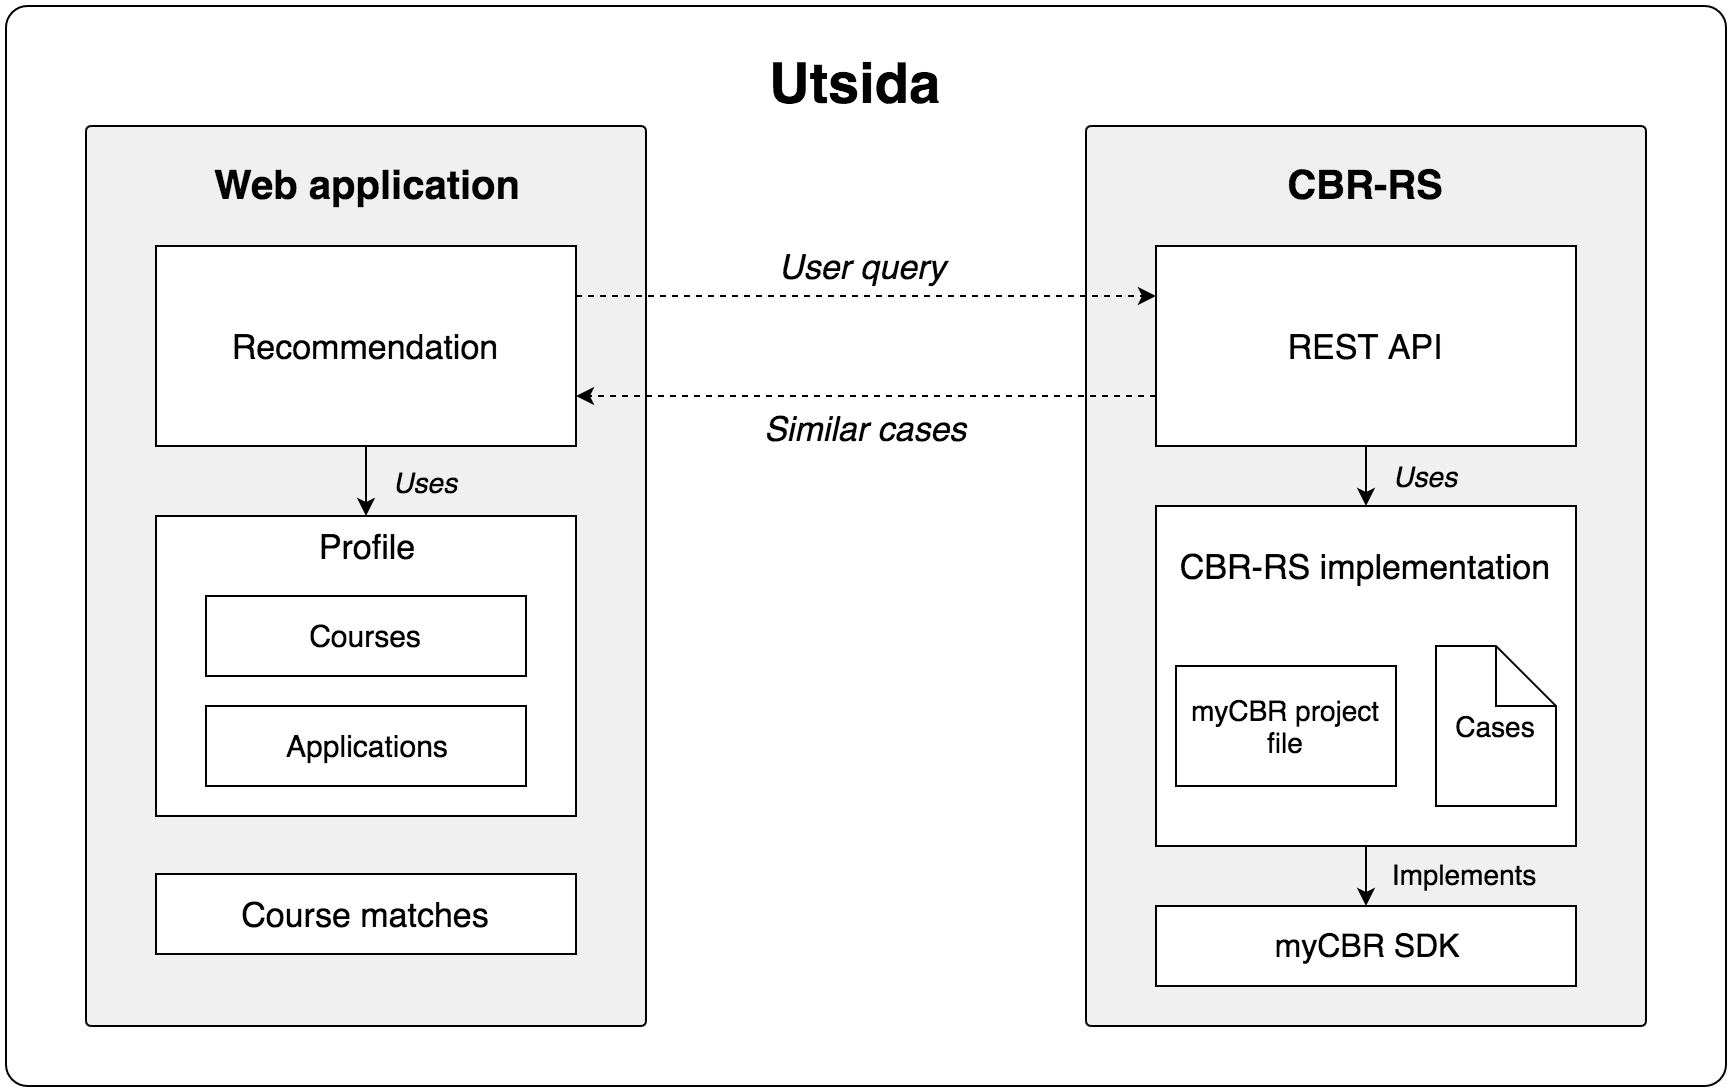 Utsida
Web application
Recommendation
Uses
Profile
Courses
Applications
Course matches
User query
Similar cases
CBR-RS
REST API
Uses
CBR-RS implementation
myCBR project
file
Cases
Implements
myCBR SDK